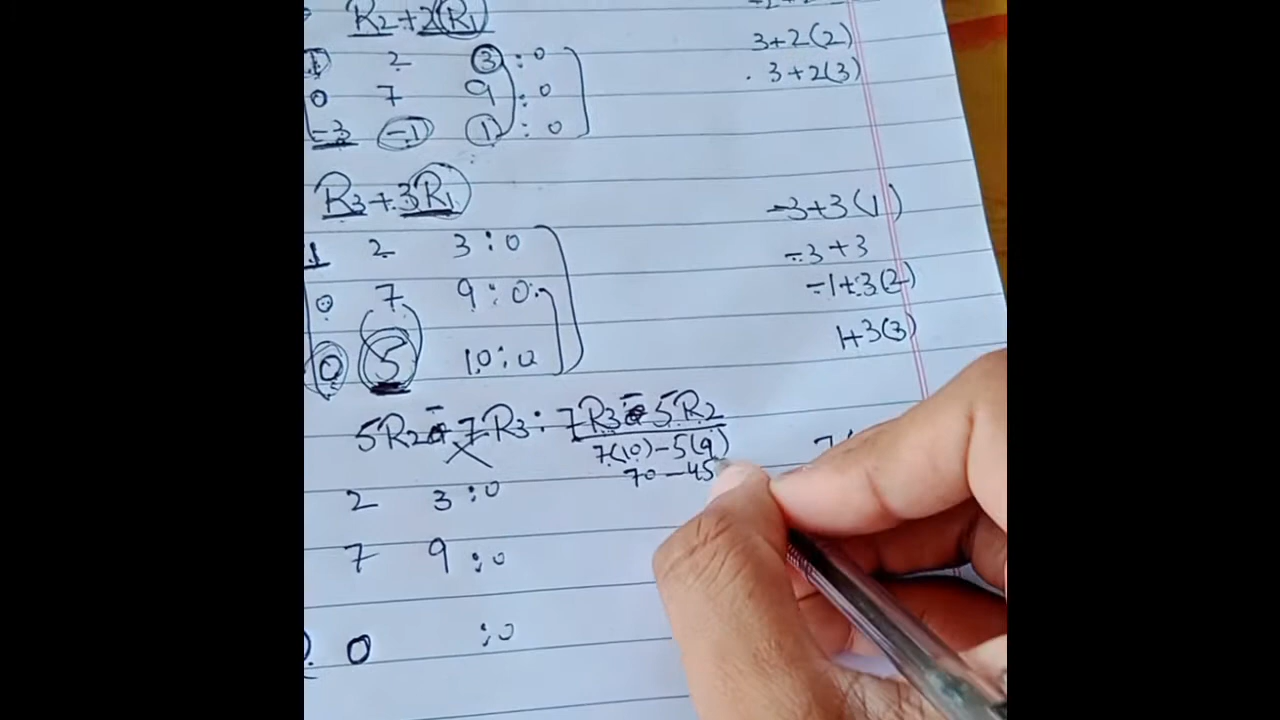 R2+2(R1)
3+2(2)
1 2 3 : 0
3+2(3)
0 7 9 : 0
-3 -1 1 : 0
R3+3R1
-3+3(1)
1 2 3 : 0
-3+3
0 7 9 : 0
-1+3(2)
1+3(3)
0 5 10 : 0
5R2-7R3 : 7R3-5R2
7(10)-5(9)
70-45
2 3 : 0
7 9 : 0
0 : 0